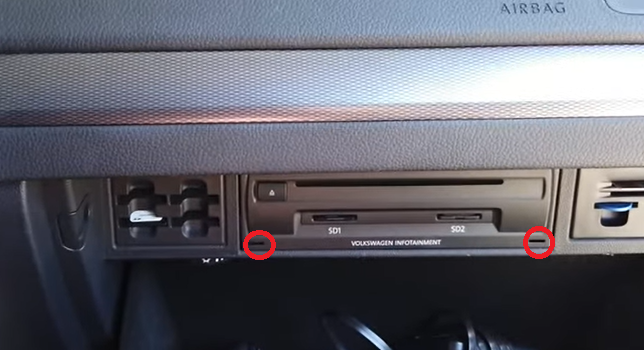 AIRBAG
SD1 SD2
VOLKSWAGEN INFOTAINMENT